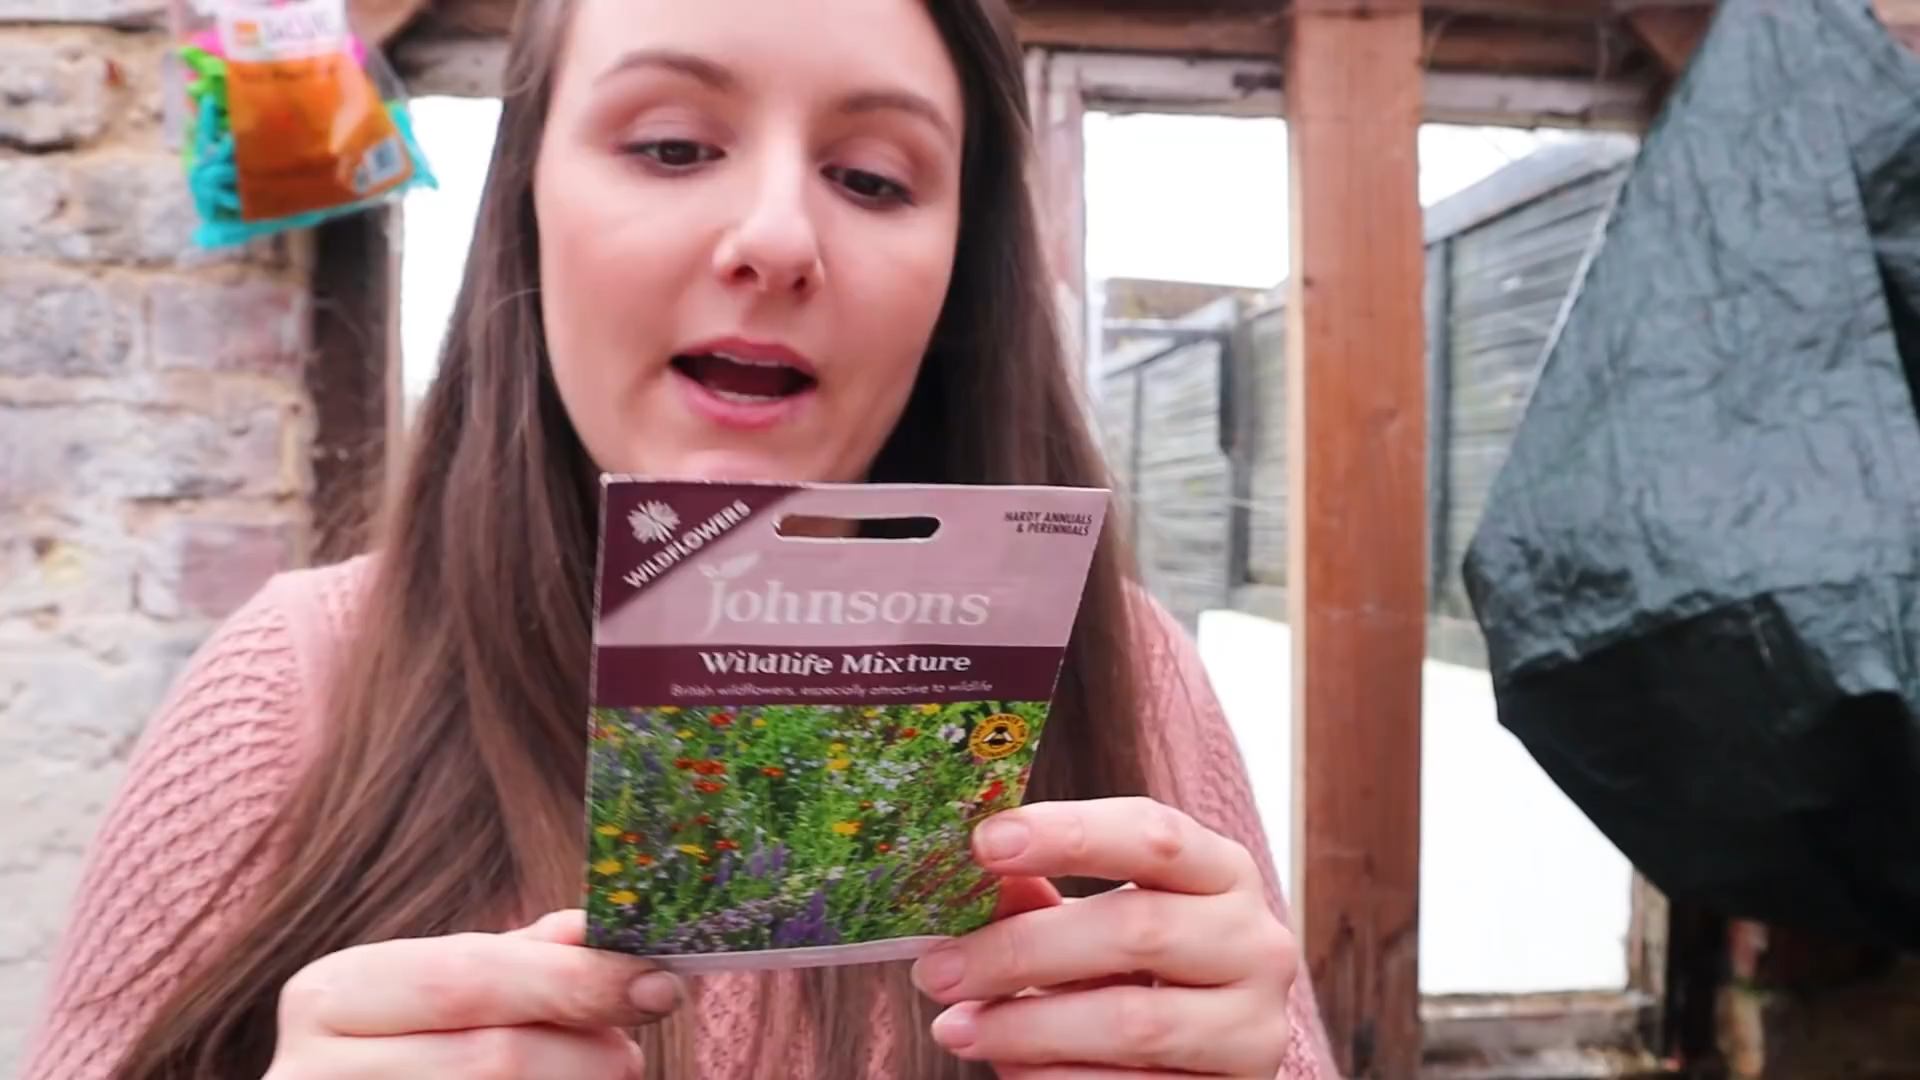 WILDFLOWERS
HARDY ANNUALS
& PERENNIALS
Johnsons
Wildlife Mixture
British wildflowers, especially attractive to wildlife